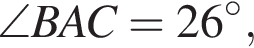 ∠BAC = 26°,